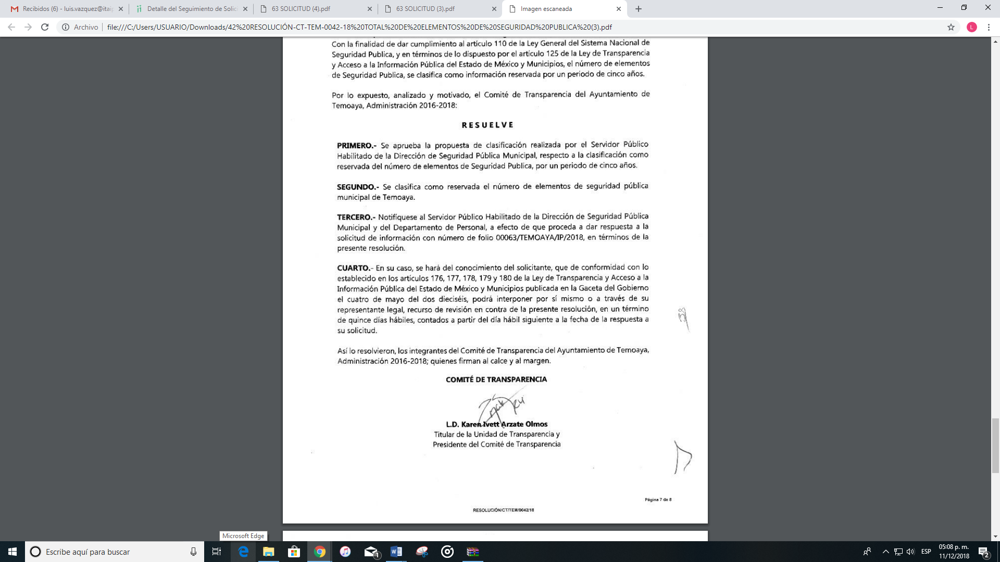 Recibidos (6) - luis.vazquez@itaip
Detalle del Seguimiento de Solici
63 SOLICITUD (4).pdf
63 SOLICITUD (3).pdf
Imagen escaneada
Archivo
file:///C:/Users/USUARIO/Downloads/42%20RESOLUCIÓN-CT-TEM-0042-18%20TOTAL%20DE%20ELEMENTOS%20DE%20SEGURIDAD%20PUBLICA%20(3).pdf
L
Con la finalidad de dar cumplimiento al artículo 110 de la Ley General del Sistema Nacional de
Seguridad Publica, y en términos de lo dispuesto por el artículo 125 de la Ley de Transparencia
y Acceso a la Información Pública del Estado de México y Municipios, el número de elementos
de Seguridad Publica, se clasifica como información reservada por un periodo de cinco años.
Por lo expuesto, analizado y motivado, el Comité de Transparencia del Ayuntamiento de
Temoaya, Administración 2016-2018:
R E S U E L V E
PRIMERO.- Se aprueba la propuesta de clasificación realizada por el Servidor Público
Habilitado de la Dirección de Seguridad Pública Municipal, respecto a la clasificación como
reservada del número de elementos de Seguridad Publica, por un periodo de cinco años.
SEGUNDO.- Se clasifica como reservada el número de elementos de seguridad pública
municipal de Temoaya.
TERCERO.- Notifíquese al Servidor Público Habilitado de la Dirección de Seguridad Pública
Municipal y del Departamento de Personal, a efecto de que proceda a dar respuesta a la
solicitud de información con número de folio 00063/TEMOAYA/IP/2018, en términos de la
presente resolución.
CUARTO.- En su caso, se hará del conocimiento del solicitante, que de conformidad con lo
establecido en los artículos 176, 177, 178, 179 y 180 de la Ley de Transparencia y Acceso a la
Información Pública del Estado de México y Municipios publicada en la Gaceta del Gobierno
el cuatro de mayo del dos dieciséis, podrá interponer por sí mismo o a través de su
representante legal, recurso de revisión en contra de la presente resolución, en un término
de quince días hábiles, contados a partir del día hábil siguiente a la fecha de la respuesta a
su solicitud.
Así lo resolvieron, los integrantes del Comité de Transparencia del Ayuntamiento de Temoaya,
Administración 2016-2018; quienes firman al calce y al margen.
COMITÉ DE TRANSPARENCIA
L.D. Karen Ivett Arzate Olmos
Titular de la Unidad de Transparencia y
Presidente del Comité de Transparencia
Página 7 de 8
RESOLUCIÓN/CT/TEM/0042/18
Microsoft Edge
Escribe aquí para buscar
1
ESP
05:08 p. m.
11/12/2018
2